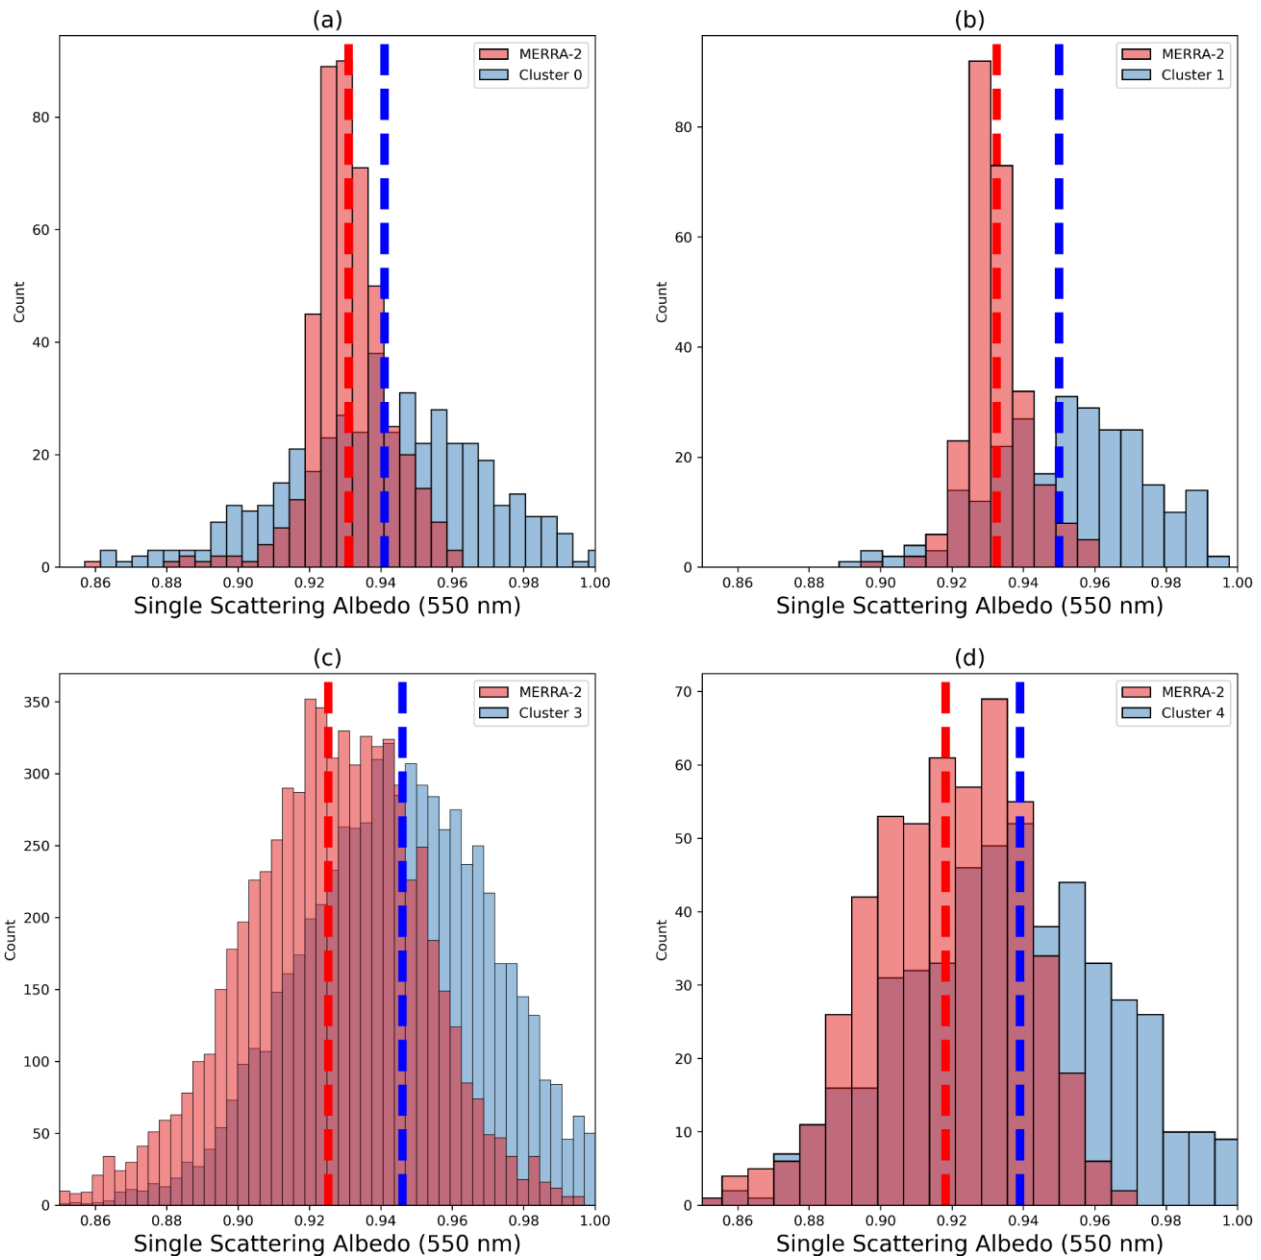 (a)
MERRA-2
Cluster 0
80
60
40
20
0
Count
0.86 0.88 0.90 0.92 0.94 0.96 0.98 1.00
Single Scattering Albedo (550 nm)
(b)
MERRA-2
Cluster 1
80
60
40
20
0
Count
0.86 0.88 0.90 0.92 0.94 0.96 0.98 1.00
Single Scattering Albedo (550 nm)
(c)
MERRA-2
Cluster 3
350
300
250
200
150
100
50
0
Count
0.86 0.88 0.90 0.92 0.94 0.96 0.98 1.00
Single Scattering Albedo (550 nm)
(d)
MERRA-2
Cluster 4
70
60
50
40
30
20
10
0
Count
0.86 0.88 0.90 0.92 0.94 0.96 0.98 1.00
Single Scattering Albedo (550 nm)